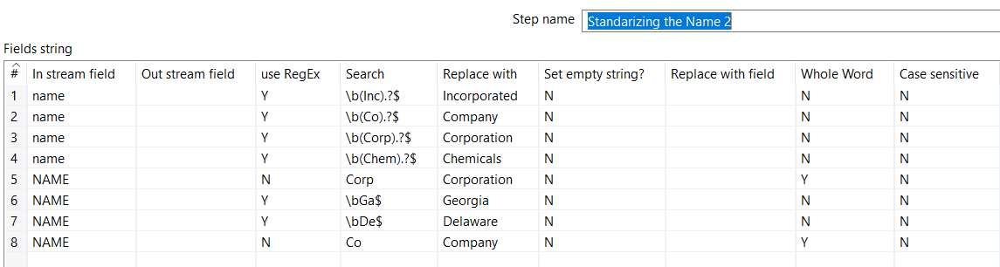 Step name Standarizing the Name 2
Fields string
# In stream field Out stream field use RegEx Search Replace with Set empty string? Replace with field Whole Word Case sensitive
1 name Y \b(Inc).?$ Incorporated N N N
2 name Y \b(Co).?$ Company N N N
3 name Y \b(Corp).?$ Corporation N N N
4 name Y \b(Chem).?$ Chemicals N N N
5 NAME N Corp Corporation N Y N
6 NAME Y \bGa$ Georgia N N N
7 NAME Y \bDe$ Delaware N N N
8 NAME N Co Company N Y N